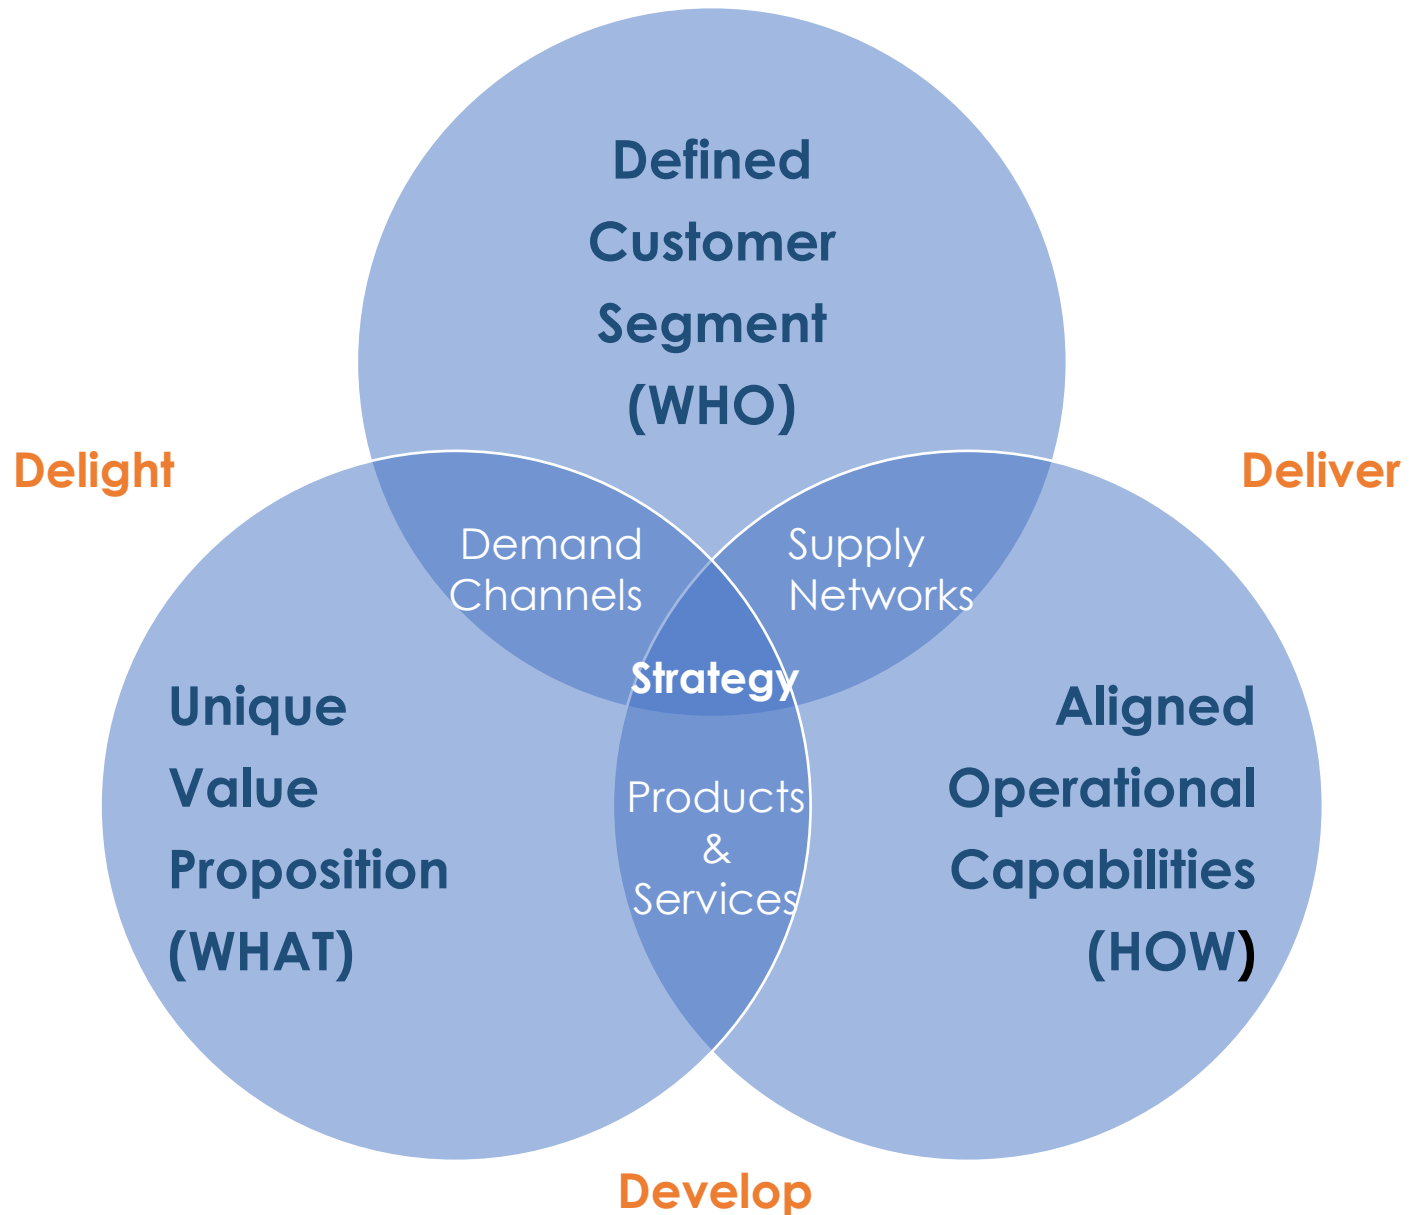 Defined
Customer
Segment
(WHO)
Delight
Deliver
Demand
Channels
Supply
Networks
Strategy
Unique
Value
Proposition
(WHAT)
Products
&
Services
Aligned
Operational
Capabilities
(HOW)
Develop